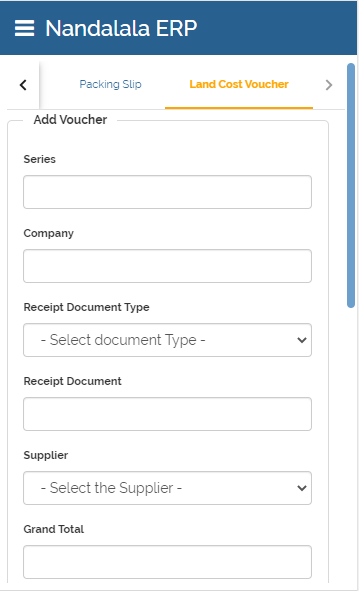 Nandalala ERP
Packing Slip Land Cost Voucher
Add Voucher
Series
Company
Receipt Document Type
- Select document Type -
Receipt Document
Supplier
- Select the Supplier -
Grand Total